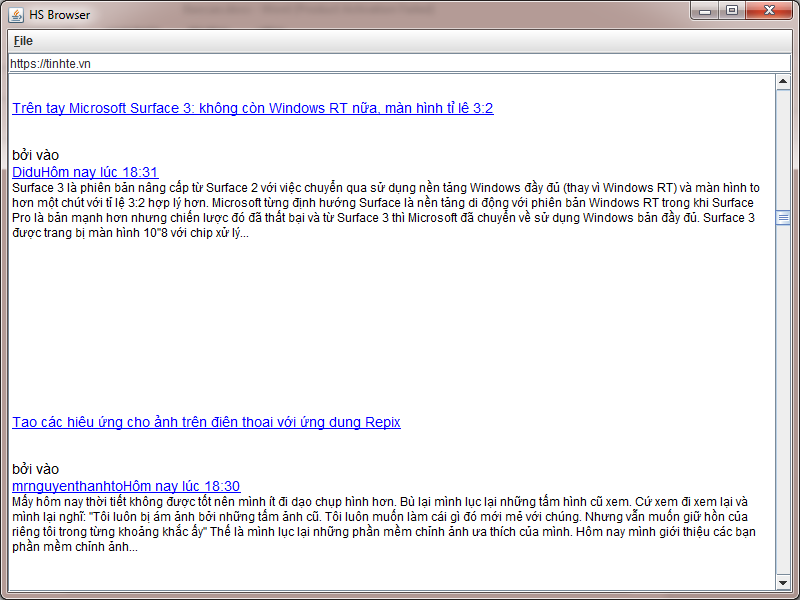 HS Browser
File
https://tinhte.vn
Trên tay Microsoft Surface 3: không còn Windows RT nữa, màn hình tỉ lệ 3:2
bởi vào
DiduHôm nay lúc 18:31
Surface 3 là phiên bản nâng cấp từ Surface 2 với việc chuyển qua sử dụng nền tảng Windows đầy đủ (thay vì Windows RT) và màn hình to
hơn một chút với tỉ lệ 3:2 hợp lý hơn. Microsoft từng định hướng Surface là nền tảng di động với phiên bản Windows RT trong khi Surface
Pro là bản mạnh hơn nhưng chiến lược đó đã thất bại và từ Surface 3 thì Microsoft đã chuyển về sử dụng Windows bản đầy đủ. Surface 3
được trang bị màn hình 10"8 với chip xử lý...
Tạo các hiệu ứng cho ảnh trên điện thoại với ứng dụng Repix
bởi vào
mrnguyenthanhtoHôm nay lúc 18:30
Mấy hôm nay thời tiết không được tốt nên mình ít đi dạo chụp hình hơn. Bù lại mình lục lại những tấm hình cũ xem. Cứ xem đi xem lại và
mình lại nghĩ: "Tôi luôn bị ám ảnh bởi những tấm ảnh cũ. Tôi luôn muốn làm cái gì đó mới mẻ với chúng. Nhưng vẫn muốn giữ hồn của
riêng tôi trong từng khoảng khắc ấy" Thế là mình lục lại những phần mềm chỉnh ảnh ưa thích của mình. Hôm nay mình giới thiệu các bạn
phần mềm chỉnh ảnh...